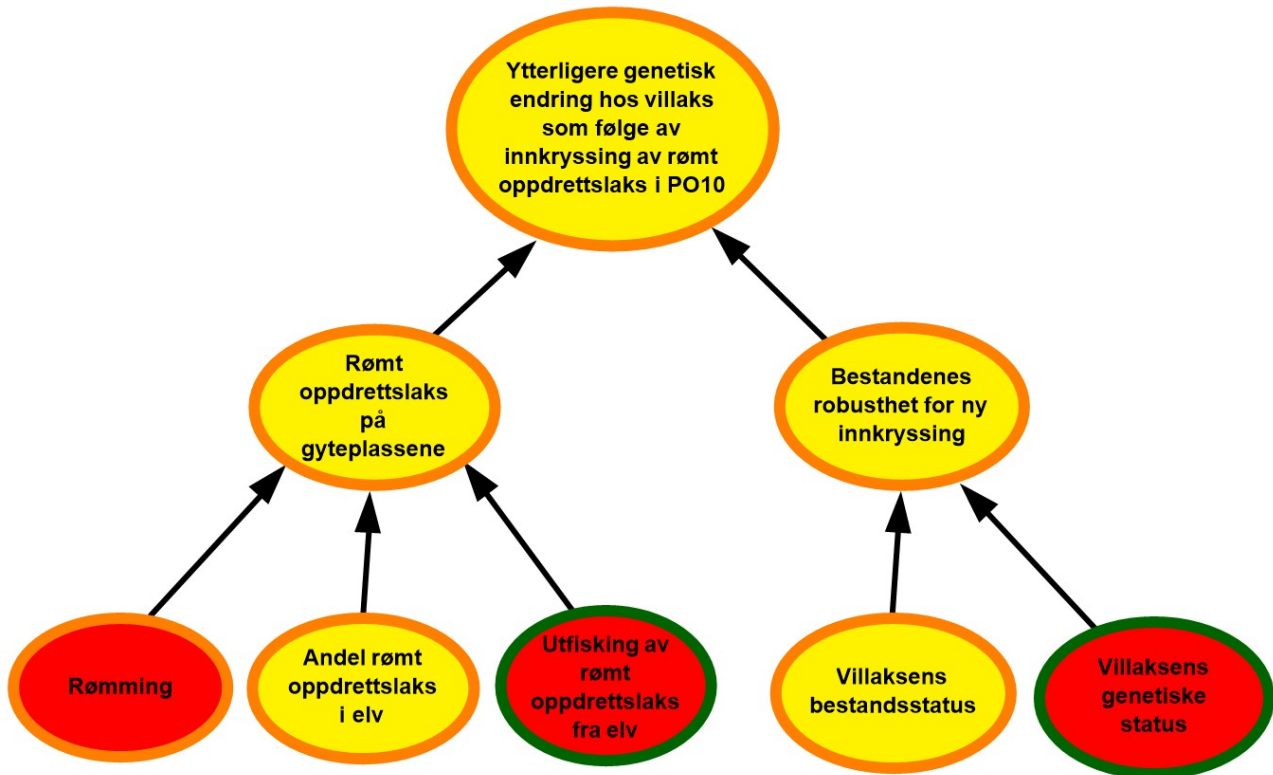 Ytterligere genetisk
endring hos villaks
som følge av
innkryssing av rømt
oppdrettslaks i PO10
Rømt
oppdrettslaks
på
gyteplassene
Bestandenes
robusthet for ny
innkryssing
Rømming
Andel rømt
oppdrettslaks
i elv
Utfisking av
rømt
oppdrettslaks
fra elv
Villaksens
bestandsstatus
Villaksens
genetiske
status